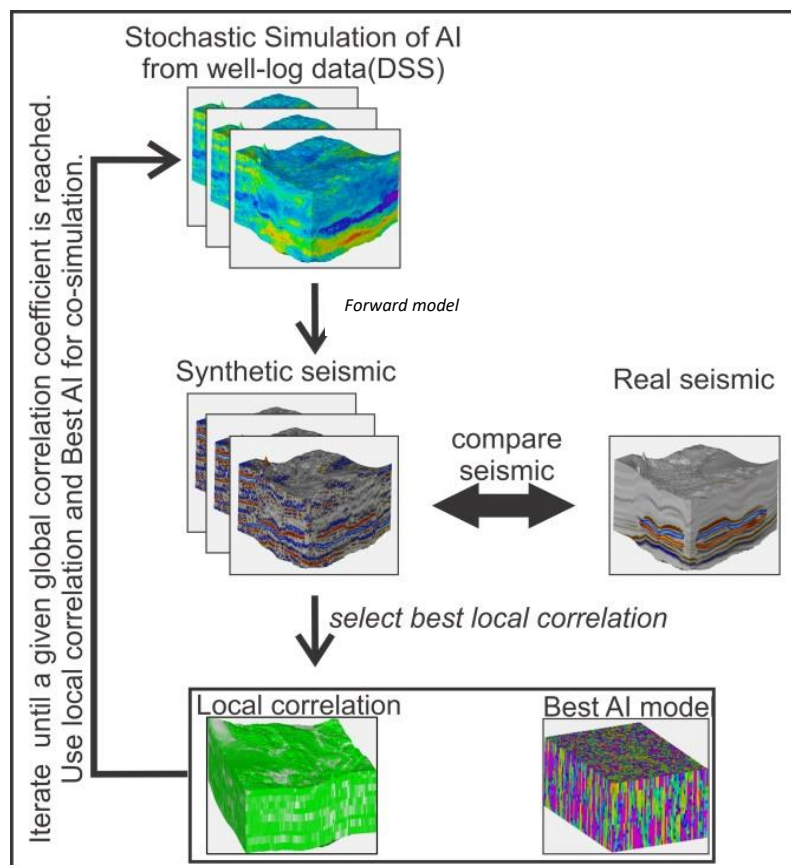 Stochastic Simulation of AI
from well-log data(DSS)
Iterate until a given global correlation coefficient is reached.
Use local correlation and Best AI for co-simulation.
Forward model
Synthetic seismic
Real seismic
compare
seismic
select best local correlation
Local correlation
Best AI mode